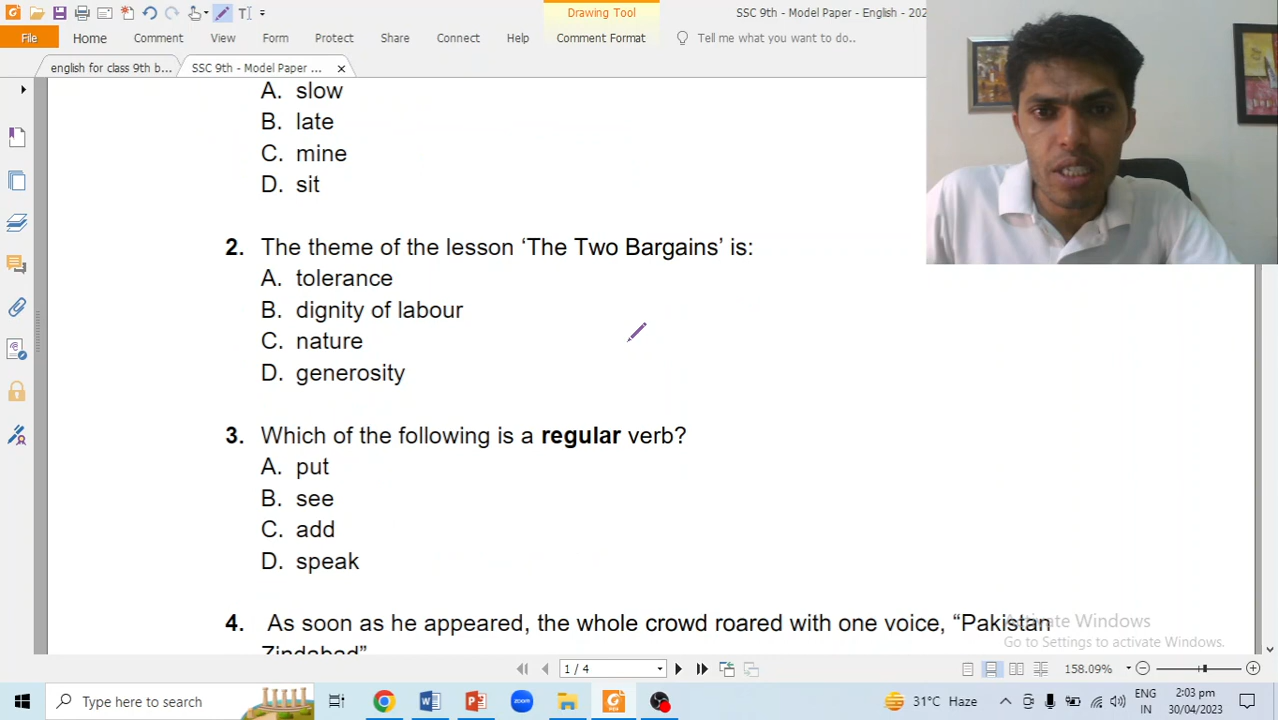 Drawing Tool
SSC 9th - Model Paper - English - 202
File Home Comment View Form Protect Share Connect Help Comment Format Tell me what you want to do..
english for class 9th b... SSC 9th - Model Paper ...
A. slow
B. late
C. mine
D. sit
2. The theme of the lesson ‘The Two Bargains’ is:
A. tolerance
B. dignity of labour
C. nature
D. generosity
3. Which of the following is a regular verb?
A. put
B. see
C. add
D. speak
4. As soon as he appeared, the whole crowd roared with one voice, “Pakistan
Zindabad”
Activate Windows
Go to Settings to activate Windows.
1 / 4
158.09%
Type here to search
zoom
31°C Haze
ENG
IN
2:03 pm
30/04/2023